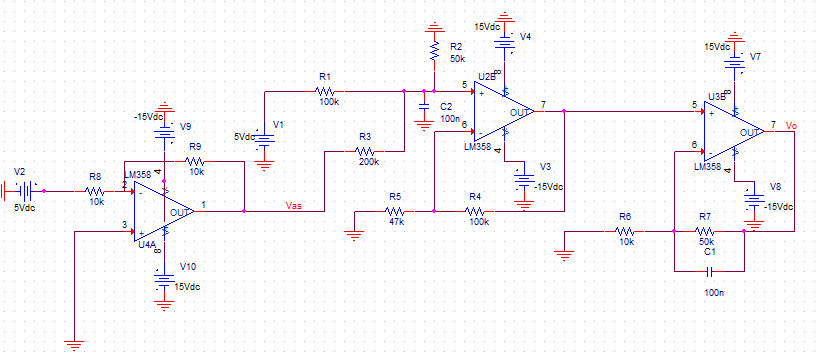 15Vdc
V4
R2
50k
15Vdc
V7
8
8
R1
100k
5
U2B
+
OUT
7
C2
100n
6
-
LM358
4
5
U3B
+
OUT
7
Vo
6
-
LM358
4
-15Vdc
V9
V1
5Vdc
R3
200k
V3
-15Vdc
V8
-15Vdc
R9
10k
4
LM358
V2
5Vdc
R8
10k
2
-
OUT
1
Vas
3
+
U4A
8
V10
15Vdc
R5
47k
R4
100k
R6
10k
R7
50k
C1
100n